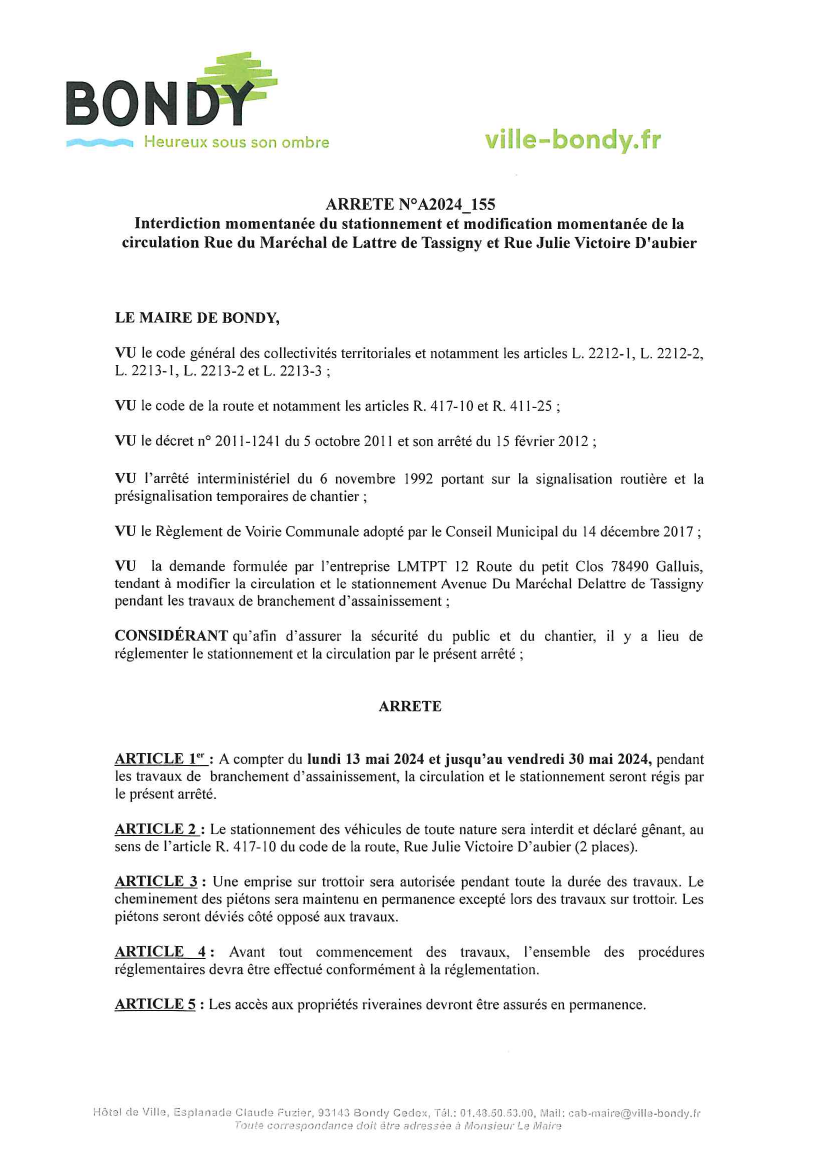 BONDY
Heureux sous son ombre
ville-bondy.fr
ARRETE N°A2024_155
Interdiction momentanée du stationnement et modification momentanée de la
circulation Rue du Maréchal de Lattre de Tassigny et Rue Julie Victoire D'aubier
LE MAIRE DE BONDY,
VU le code général des collectivités territoriales et notamment les articles L. 2212-1, L. 2212-2,
L. 2213-1, L. 2213-2 et L. 2213-3 ;
VU le code de la route et notamment les articles R. 417-10 et R. 411-25 ;
VU le décret n° 2011-1241 du 5 octobre 2011 et son arrêté du 15 février 2012 ;
VU l'arrêté interministériel du 6 novembre 1992 portant sur la signalisation routière et la
présignalisation temporaires de chantier ;
VU le Règlement de Voirie Communale adopté par le Conseil Municipal du 14 décembre 2017 ;
VU la demande formulée par l'entreprise LMTPT 12 Route du petit Clos 78490 Galluis,
tendant à modifier la circulation et le stationnement Avenue Du Maréchal Delattre de Tassigny
pendant les travaux de branchement d'assainissement ;
CONSIDÉRANT qu'afin d'assurer la sécurité du public et du chantier, il y a lieu de
réglementer le stationnement et la circulation par le présent arrêté ;
ARRETE
ARTICLE 1er : A compter du lundi 13 mai 2024 et jusqu'au vendredi 30 mai 2024, pendant
les travaux de branchement d'assainissement, la circulation et le stationnement seront régis par
le présent arrêté.
ARTICLE 2 : Le stationnement des véhicules de toute nature sera interdit et déclaré gênant, au
sens de l'article R. 417-10 du code de la route, Rue Julie Victoire D'aubier (2 places).
ARTICLE 3 : Une emprise sur trottoir sera autorisée pendant toute la durée des travaux. Le
cheminement des piétons sera maintenu en permanence excepté lors des travaux sur trottoir. Les
piétons seront déviés côté opposé aux travaux.
ARTICLE 4 : Avant tout commencement des travaux, l'ensemble des procédures
réglementaires devra être effectué conformément à la réglementation.
ARTICLE 5 : Les accès aux propriétés riveraines devront être assurés en permanence.
Hôtel de Ville, Esplanade Claude Fuzier, 93143 Bondy Cedex, Tél.: 01.48.50.53.00, Mail: cab-maire@ville-bondy.fr
Toute correspondance doit être adressée à Monsieur Le Maire